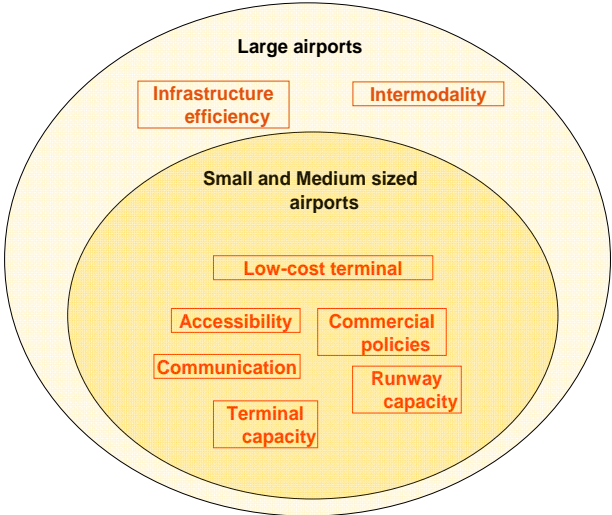 Large airports
Infrastructure
efficiency
Intermodality
Small and Medium sized
airports
Low-cost terminal
Accessibility
Commercial
policies
Communication
Runway
capacity
Terminal
capacity